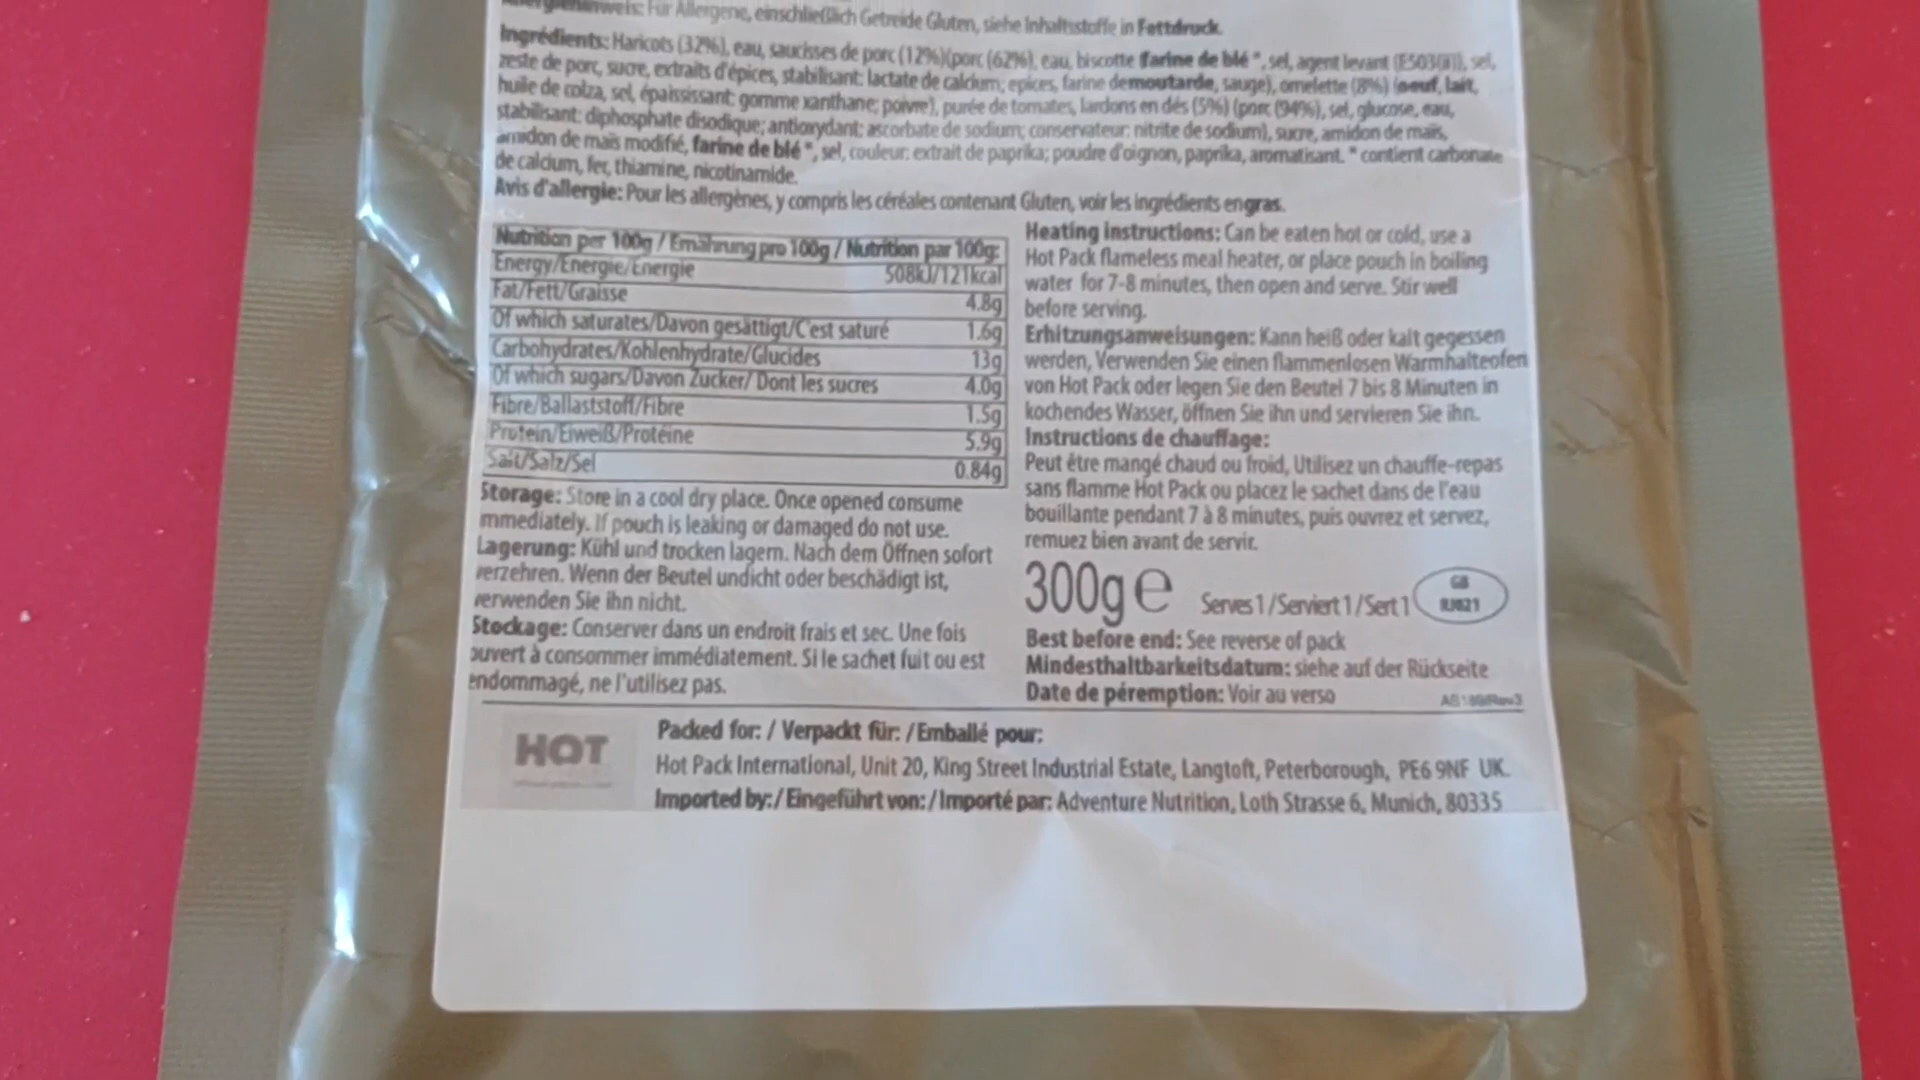 Für Allergene, einschließlich Getreide Gluten, siehe Inhaltsstoffe in Fettdruck.
Ingrédients: Haricots (32%), eau, saucisses de porc (12%)(porc (62%), eau, biscotte farine de blé *, sel, agent levant (E503(ii)), sel,
zeste de porc, sucre, extraits d'épices, stabilisant: lactate de calcium; epices, farine demoutarde, sauge), omelette (8%) (oeuf, lait,
huile de colza, sel, épaississant: gomme xanthane; poivre), purée de tomates, lardons en dés (5%) (porc (94%), sel, glucose, eau,
stabilisant: diphosphate disodique; antioxydant: ascorbate de sodium; conservateur: nitrite de sodium), sucre, amidon de maïs,
amidon de maïs modifié, farine de blé *, sel, couleur: extrait de paprika; poudre d'oignon, paprika, aromatisant. * contient carbonate
de calcium, fer, thiamine, nicotinamide.
Avis d'allergie: Pour les allergènes, y compris les céréales contenant Gluten, voir les ingrédients engras.
Nutrition per 100g / Ernährung pro 100g / Nutrition par 100g:
Energy/Energie/Énergie 508kJ/121kcal
Fat/Fett/Graisse 4.8g
Of which saturates/Davon gesättigt/C'est saturé 1.6g
Carbohydrates/Kohlenhydrate/Glucides 13g
Of which sugars/Davon Zucker/ Dont les sucres 4.0g
Fibre/Ballaststoff/Fibre 1.5g
Protein/Eiweiß/Protéine 5.9g
Salt/Salz/Sel 0.84g
Storage: Store in a cool dry place. Once opened consume
immediately. If pouch is leaking or damaged do not use.
Lagerung: Kühl und trocken lagern. Nach dem Öffnen sofort
verzehren. Wenn der Beutel undicht oder beschädigt ist,
verwenden Sie ihn nicht.
Stockage: Conserver dans un endroit frais et sec. Une fois
ouvert à consommer immédiatement. Si le sachet fuit ou est
endommagé, ne l'utilisez pas.
Heating instructions: Can be eaten hot or cold, use a
Hot Pack flameless meal heater, or place pouch in boiling
water for 7-8 minutes, then open and serve. Stir well
before serving.
Erhitzungsanweisungen: Kann heiß oder kalt gegessen
werden, Verwenden Sie einen flammenlosen Warmhalteofen
von Hot Pack oder legen Sie den Beutel 7 bis 8 Minuten in
kochendes Wasser, öffnen Sie ihn und servieren Sie ihn.
Instructions de chauffage:
Peut être mangé chaud ou froid, Utilisez un chauffe-repas
sans flamme Hot Pack ou placez le sachet dans de l'eau
bouillante pendant 7 à 8 minutes, puis ouvrez et servez,
remuez bien avant de servir.
300g e Serves 1 /Serviert 1 /Sert 1
GB
Best before end: See reverse of pack
Mindesthaltbarkeitsdatum: siehe auf der Rückseite
Date de péremption: Voir au verso
HOT
Packed for: / Verpackt für: /Emballé pour:
Hot Pack International, Unit 20, King Street Industrial Estate, Langtoft, Peterborough, PE6 9NF UK.
Imported by:/ Eingeführt von: / Importé par: Adventure Nutrition, Loth Strasse 6, Munich, 80335